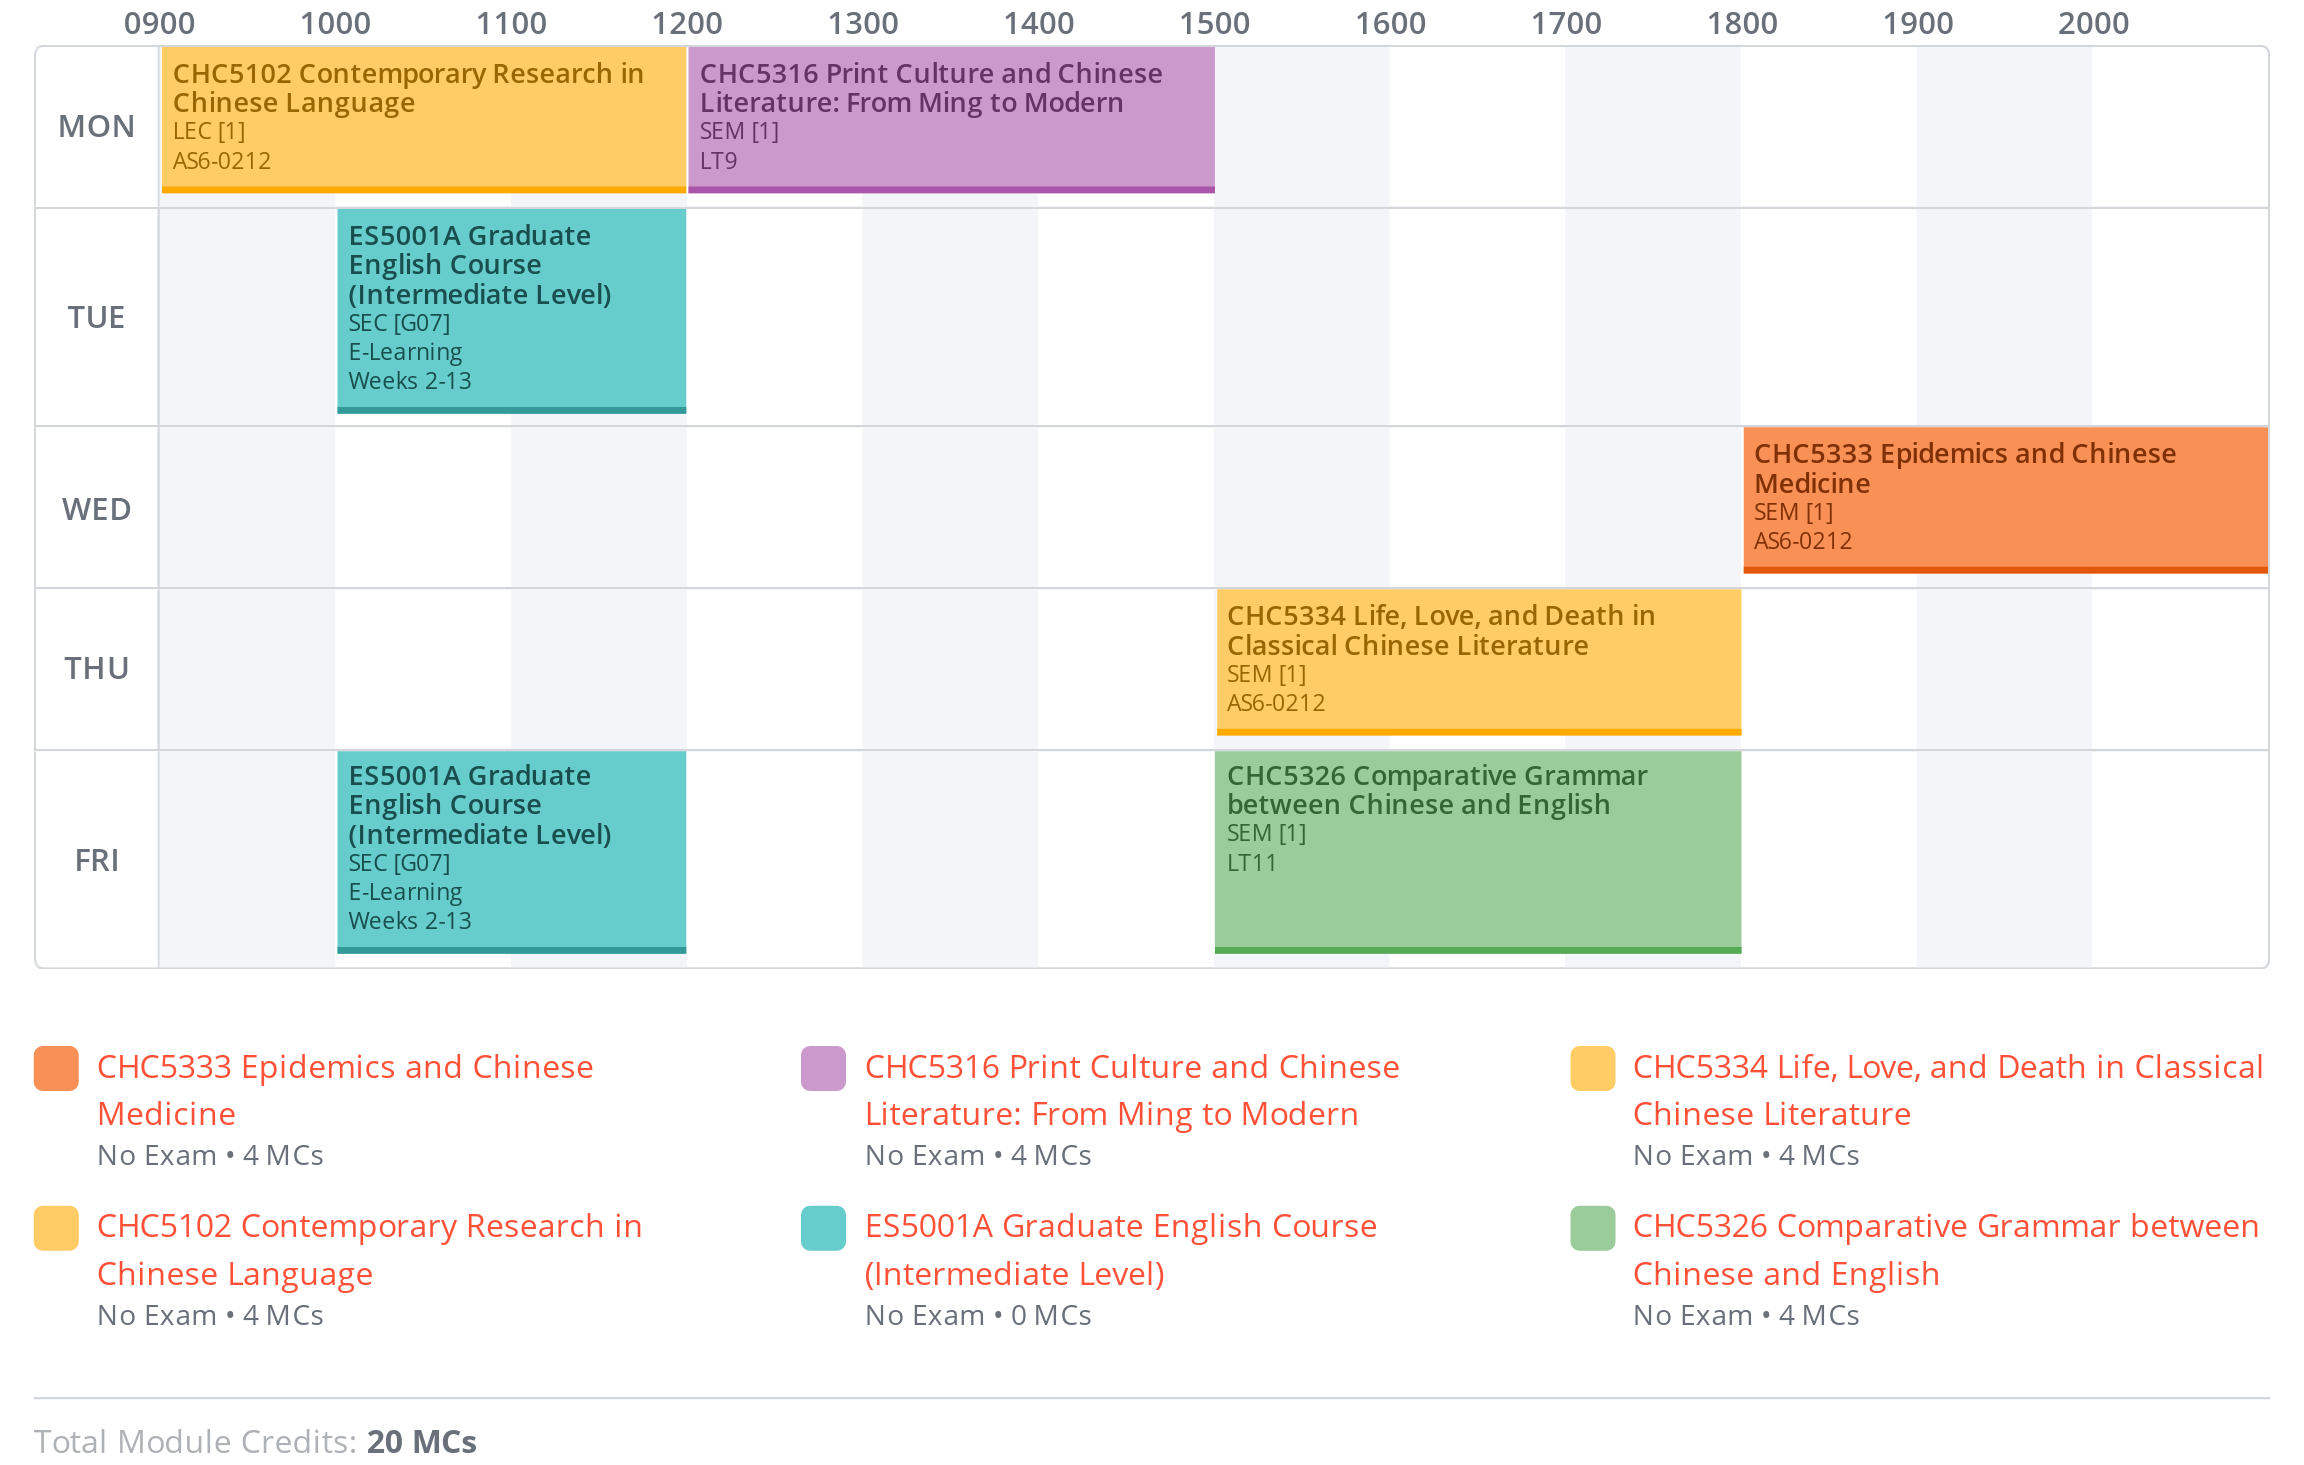 0900 1000 1100 1200 1300 1400 1500 1600 1700 1800 1900 2000
MON
CHC5102 Contemporary Research in
Chinese Language
LEC [1]
AS6-0212
CHC5316 Print Culture and Chinese
Literature: From Ming to Modern
SEM [1]
LT9
TUE
ES5001A Graduate
English Course
(Intermediate Level)
SEC [G07]
E-Learning
Weeks 2-13
WED
CHC5333 Epidemics and Chinese
Medicine
SEM [1]
AS6-0212
THU
CHC5334 Life, Love, and Death in
Classical Chinese Literature
SEM [1]
AS6-0212
FRI
ES5001A Graduate
English Course
(Intermediate Level)
SEC [G07]
E-Learning
Weeks 2-13
CHC5326 Comparative Grammar
between Chinese and English
SEM [1]
LT11
CHC5333 Epidemics and Chinese
Medicine
No Exam • 4 MCs
CHC5316 Print Culture and Chinese
Literature: From Ming to Modern
No Exam • 4 MCs
CHC5334 Life, Love, and Death in Classical
Chinese Literature
No Exam • 4 MCs
CHC5102 Contemporary Research in
Chinese Language
No Exam • 4 MCs
ES5001A Graduate English Course
(Intermediate Level)
No Exam • 0 MCs
CHC5326 Comparative Grammar between
Chinese and English
No Exam • 4 MCs
Total Module Credits: 20 MCs